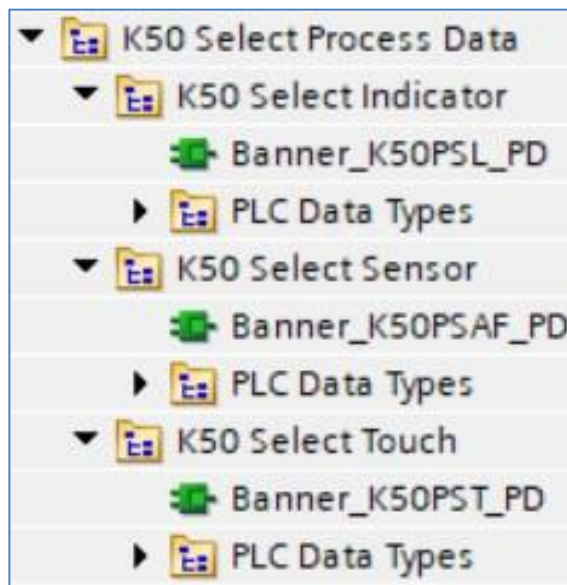 K50 Select Process Data
K50 Select Indicator
Banner_K50PSL_PD
PLC Data Types
K50 Select Sensor
Banner_K50PSAF_PD
PLC Data Types
K50 Select Touch
Banner_K50PST_PD
PLC Data Types